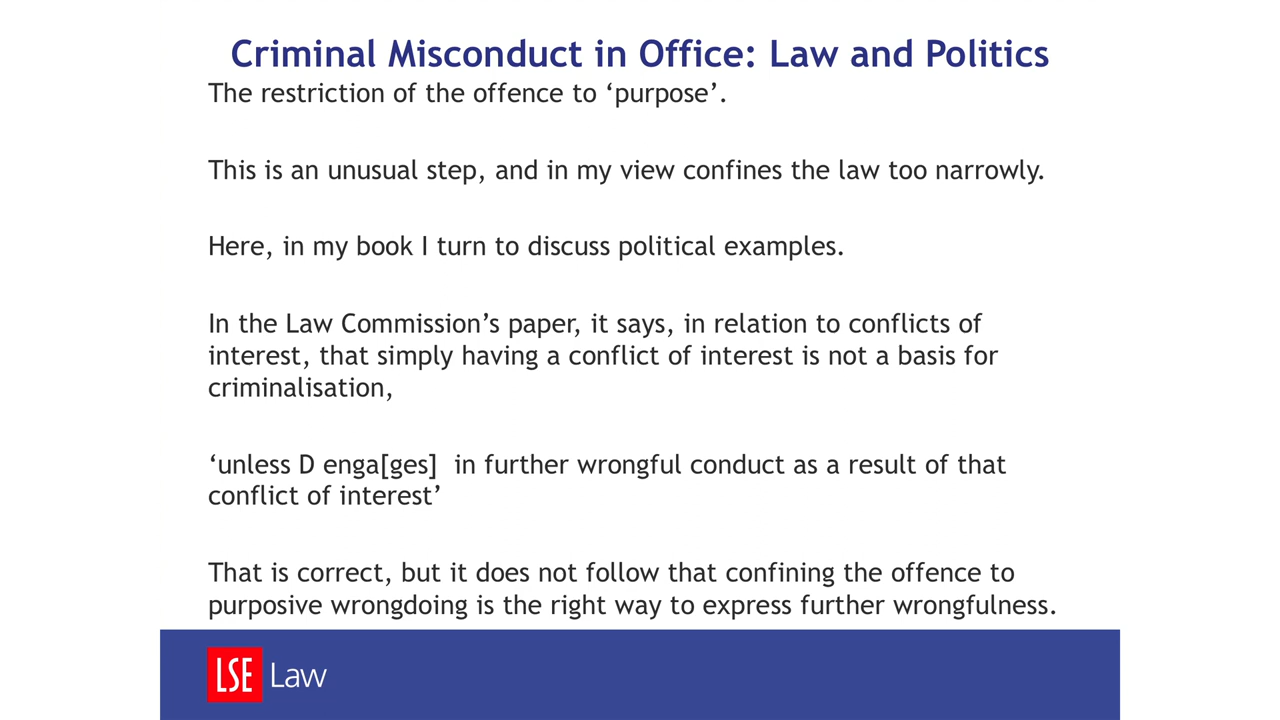 Criminal Misconduct in Office: Law and Politics
The restriction of the offence to ‘purpose’.
This is an unusual step, and in my view confines the law too narrowly.
Here, in my book I turn to discuss political examples.
In the Law Commission’s paper, it says, in relation to conflicts of
interest, that simply having a conflict of interest is not a basis for
criminalisation,
‘unless D enga[ges]  in further wrongful conduct as a result of that
conflict of interest’
That is correct, but it does not follow that confining the offence to
purposive wrongdoing is the right way to express further wrongfulness.
LSE Law